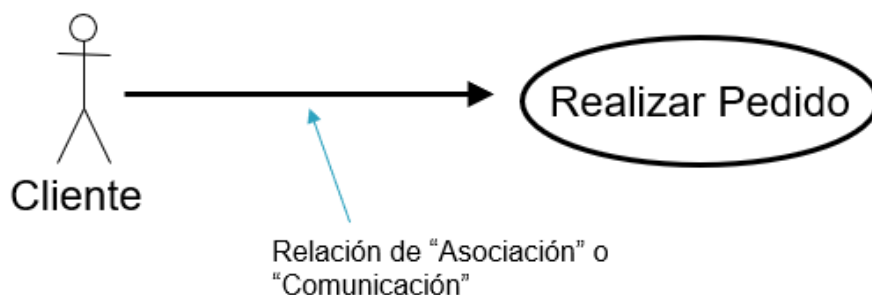 Realizar Pedido
Cliente
Relación de “Asociación” o
“Comunicación”